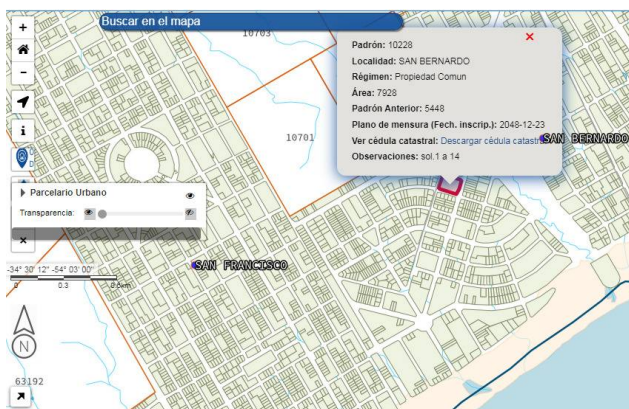 Buscar en el mapa
10703
Padrón: 10228
Localidad: SAN BERNARDO
Régimen: Propiedad Comun
Área: 7928
Padrón Anterior: 5448
Plano de mensura (Fech. inscrip.): 2048-12-23
Ver cédula catastral: Descargar cédula catastr
Observaciones: sol.1 a 14
10701
SAN BERNARDO
Parcelario Urbano
Transparencia:
SAN FRANCISCO
-34° 30' 12" -54° 03' 00"
0 0.3 0.6km
N
63192